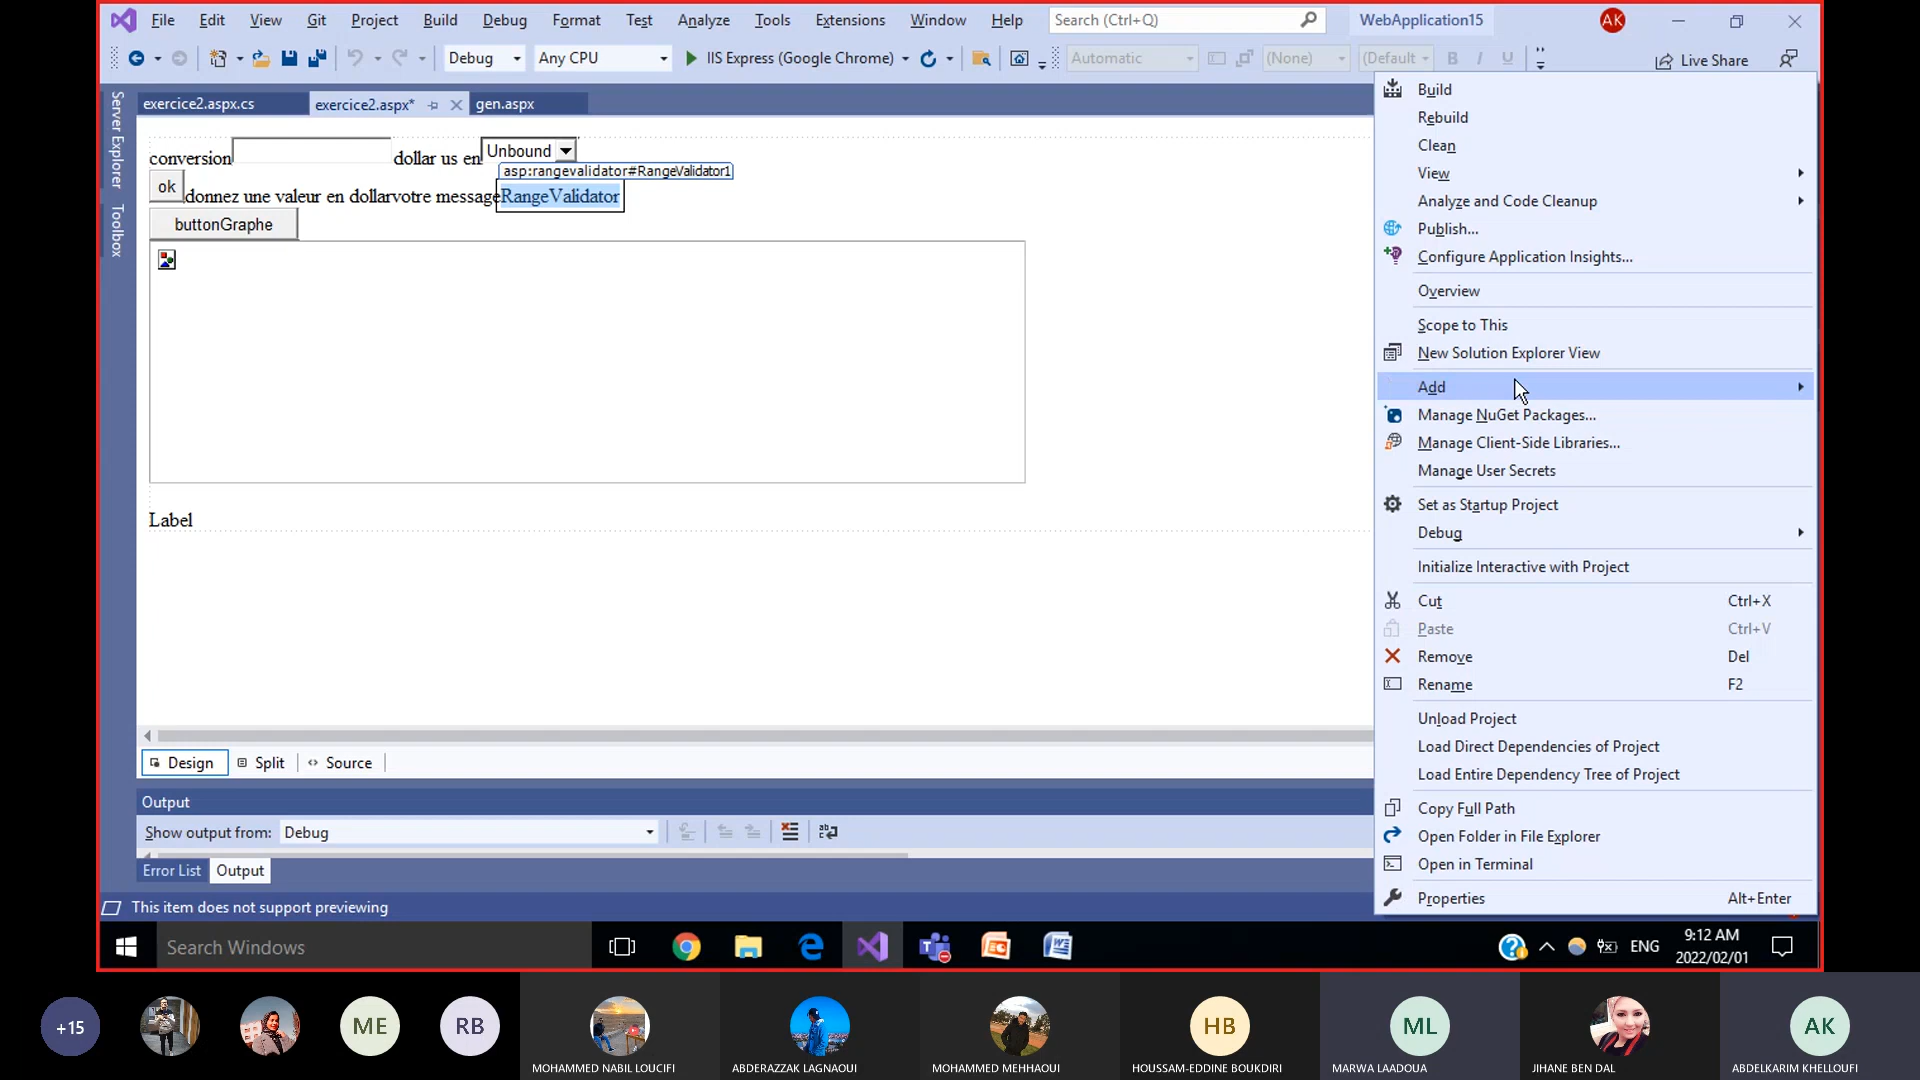 File Edit View Git Project Build Debug Format Test Analyze Tools Extensions Window Help Search (Ctrl+Q) WebApplication15 AK
Debug Any CPU IIS Express (Google Chrome) Automatic (None) (Default B I U Live Share
Server Explorer
Toolbox
exercice2.aspx.cs exercice2.aspx* gen.aspx
conversion dollar us en Unbound
asp:rangevalidator#RangeValidator1
ok donnez une valeur en dollarvotre messageRangeValidator
buttonGraphe
Label
Design Split Source
Output
Show output from: Debug
Error List Output
This item does not support previewing
Build
Rebuild
Clean
View
Analyze and Code Cleanup
Publish...
Configure Application Insights...
Overview
Scope to This
New Solution Explorer View
Add
Manage NuGet Packages...
Manage Client-Side Libraries...
Manage User Secrets
Set as Startup Project
Debug
Initialize Interactive with Project
Cut Ctrl+X
Paste Ctrl+V
Remove Del
Rename F2
Unload Project
Load Direct Dependencies of Project
Load Entire Dependency Tree of Project
Copy Full Path
Open Folder in File Explorer
Open in Terminal
Properties Alt+Enter
Search Windows ENG 9:12 AM
2022/02/01
+15 ME RB HB ML AK
MOHAMMED NABIL LOUCIFI ABDERAZZAK LAGNAOUI MOHAMMED MEHHAOUI HOUSSAM-EDDINE BOUKDIRI MARWA LAADOUA JIHANE BEN DAL ABDELKARIM KHELLOUFI